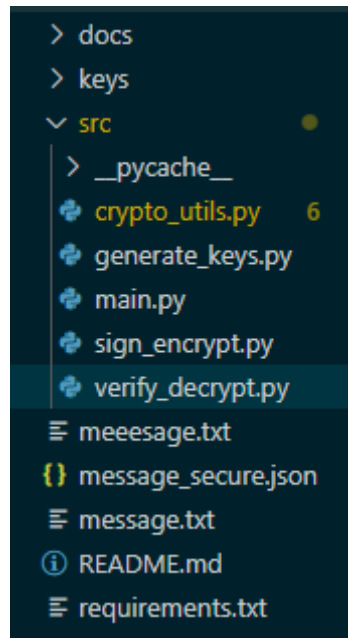 docs
keys
src
__pycache__
crypto_utils.py 6
generate_keys.py
main.py
sign_encrypt.py
verify_decrypt.py
meeesage.txt
{} message_secure.json
message.txt
README.md
requirements.txt